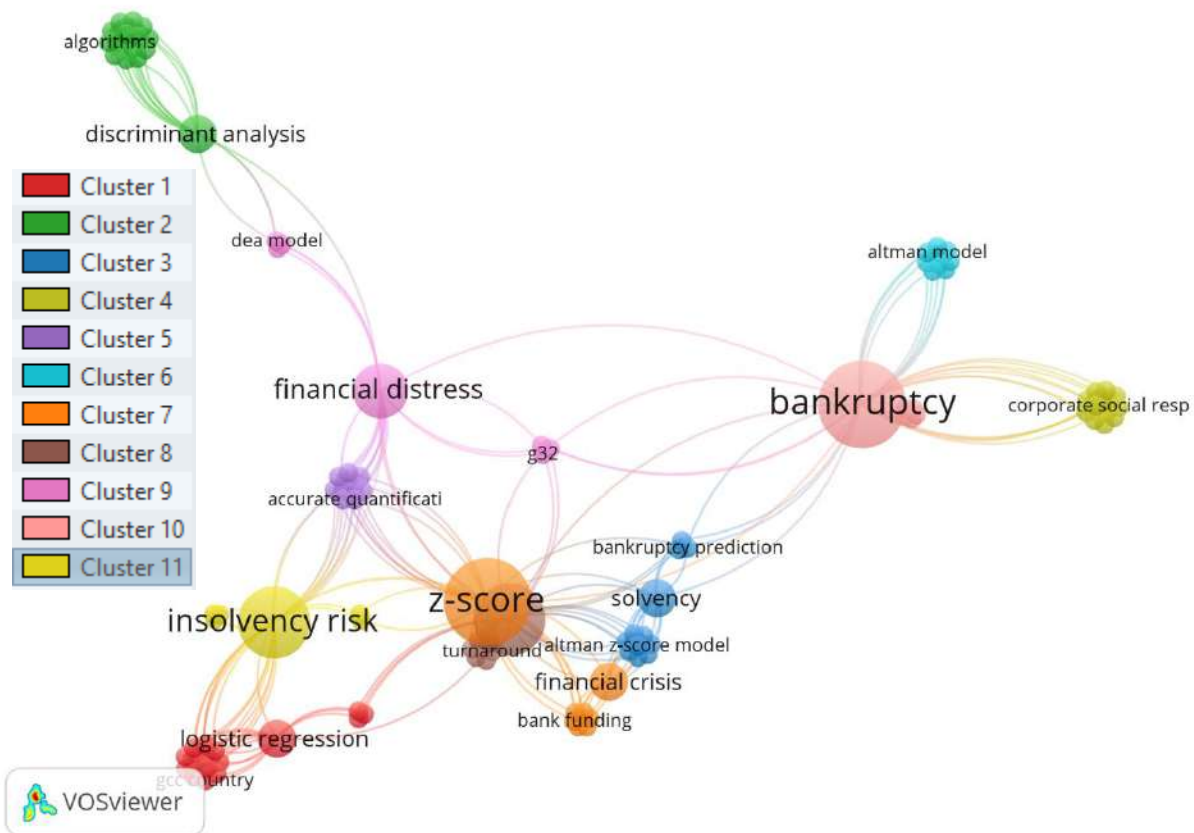 algorithms
discriminant analysis
Cluster 1
Cluster 2
Cluster 3
Cluster 4
Cluster 5
Cluster 6
Cluster 7
Cluster 8
Cluster 9
Cluster 10
Cluster 11
dea model
altman model
financial distress
bankruptcy
corporate social resp
g32
accurate quantificati
bankruptcy prediction
z-score
solvency
insolvency risk
turnaround
altman z-score model
financial crisis
bank funding
logistic regression
gcc country
VOSviewer